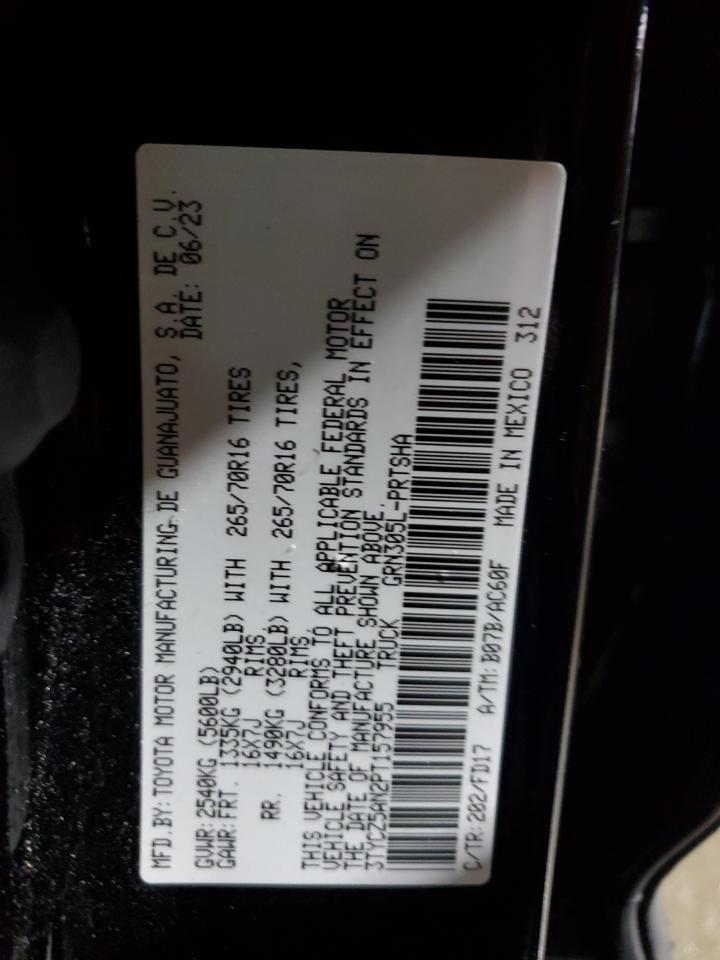 MFD.BY: TOYOTA MOTOR MANUFACTURING DE GUANAJUATO, S.A. DE C.V.
DATE: 06/23
GVWR: 2540KG (5600LB)
GAWR: FRT. 1335KG (2940LB) WITH 265/70R16 TIRES
16X7J RIMS,
RR. 1490KG (3280LB) WITH 265/70R16 TIRES,
16X7J RIMS.
THIS VEHICLE CONFORMS TO ALL APPLICABLE FEDERAL MOTOR
VEHICLE SAFETY AND THEFT PREVENTION STANDARDS IN EFFECT ON
THE DATE OF MANUFACTURE SHOWN ABOVE.
3TYCZ5AN2PT157955 TRUCK GRN305L-PRTSHA
C/TR: 202/FD17 A/TM: B07B/AC60F MADE IN MEXICO 312